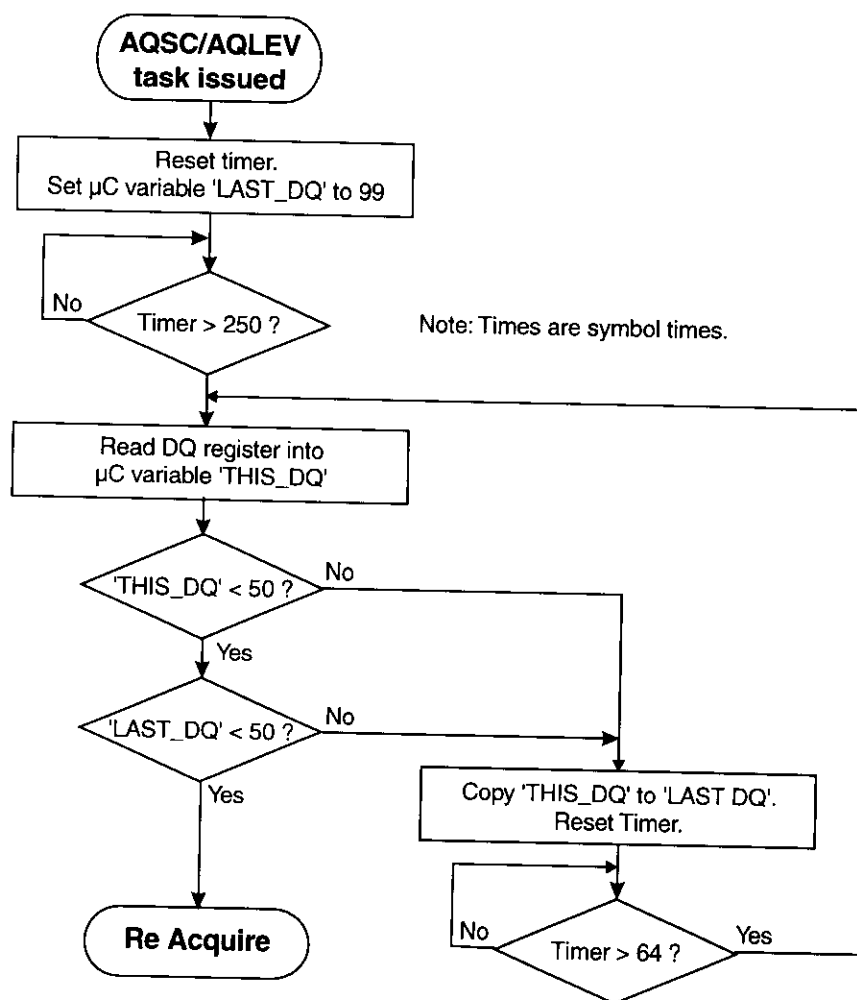 AQSC/AQLEV
task issued
Reset timer.
Set µC variable 'LAST_DQ' to 99
No
Timer > 250 ?
Note: Times are symbol times.
Read DQ register into
µC variable 'THIS_DQ'
'THIS_DQ' < 50 ?
No
Yes
'LAST_DQ' < 50 ?
No
Yes
Copy 'THIS_DQ' to 'LAST DQ'.
Reset Timer.
Re Acquire
No
Timer > 64 ?
Yes